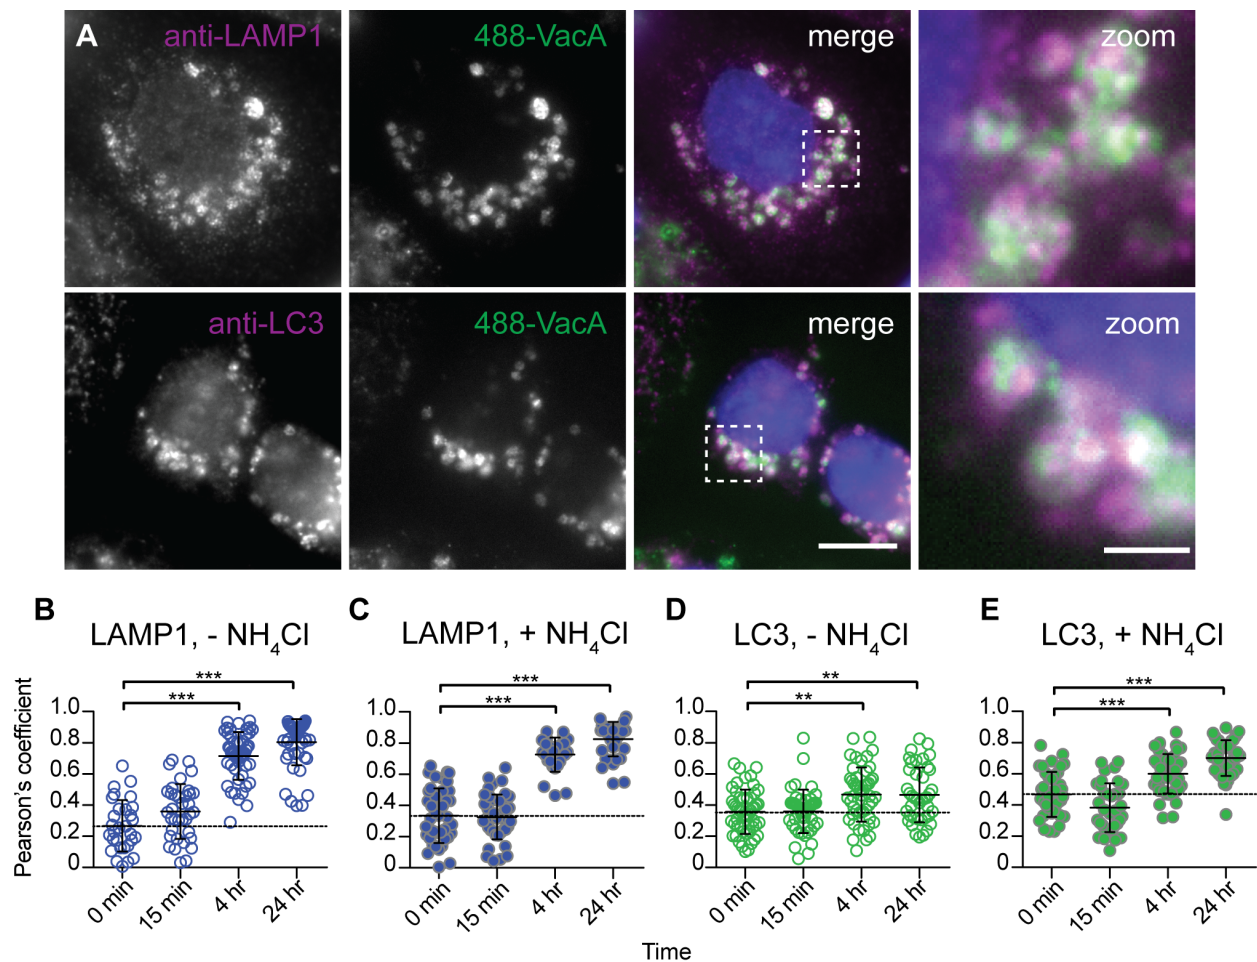 A anti-LAMP1 488-VacA merge zoom
anti-LC3 488-VacA merge zoom
B C D E
LAMP1, - NH₄Cl LAMP1, + NH₄Cl LC3, - NH₄Cl LC3, + NH₄Cl
Pearson's coefficient
*** *** 1.0 0.8 0.6 0.4 0.2 0 0 min 15 min 4 hr 24 hr
*** *** 1.0 0.8 0.6 0.4 0.2 0 0 min 15 min 4 hr 24 hr
** ** 1.0 0.8 0.6 0.4 0.2 0 0 min 15 min 4 hr 24 hr
*** *** 1.0 0.8 0.6 0.4 0.2 0 0 min 15 min 4 hr 24 hr
Time